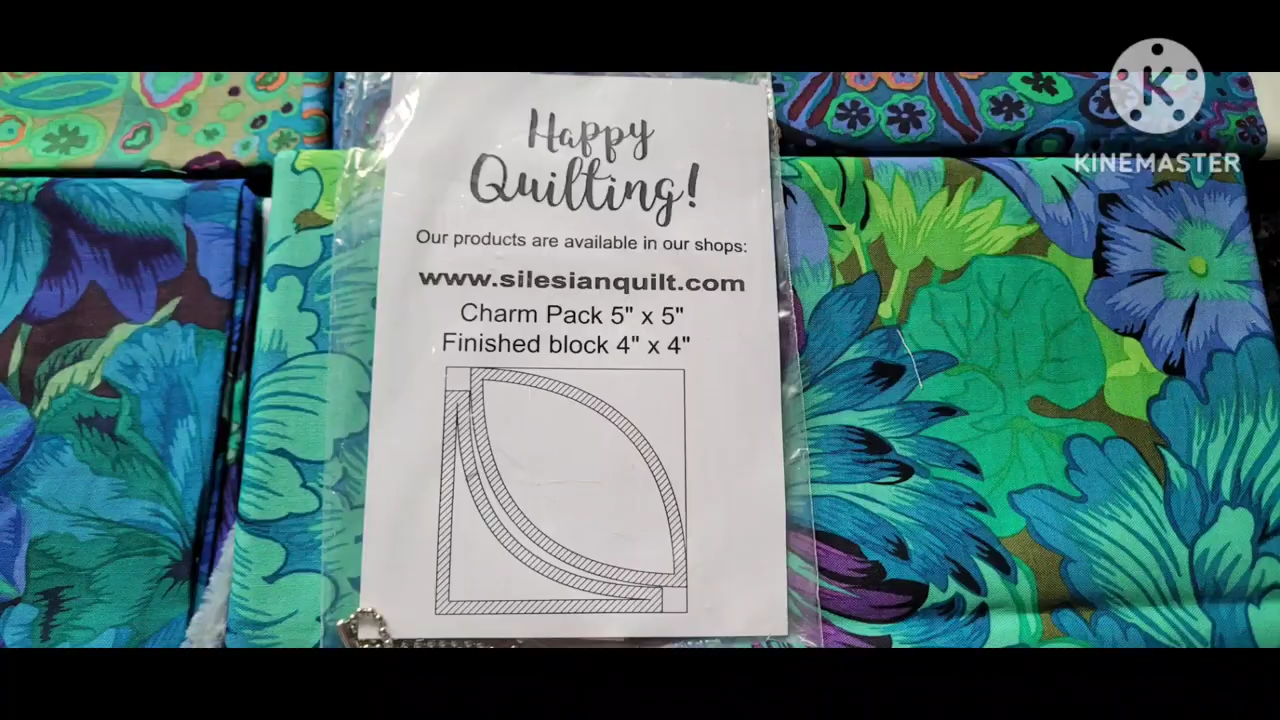 Happy
Quilting!
Our products are available in our shops:
www.silesianquilt.com
Charm Pack 5" x 5"
Finished block 4" x 4"
K
KINEMASTER